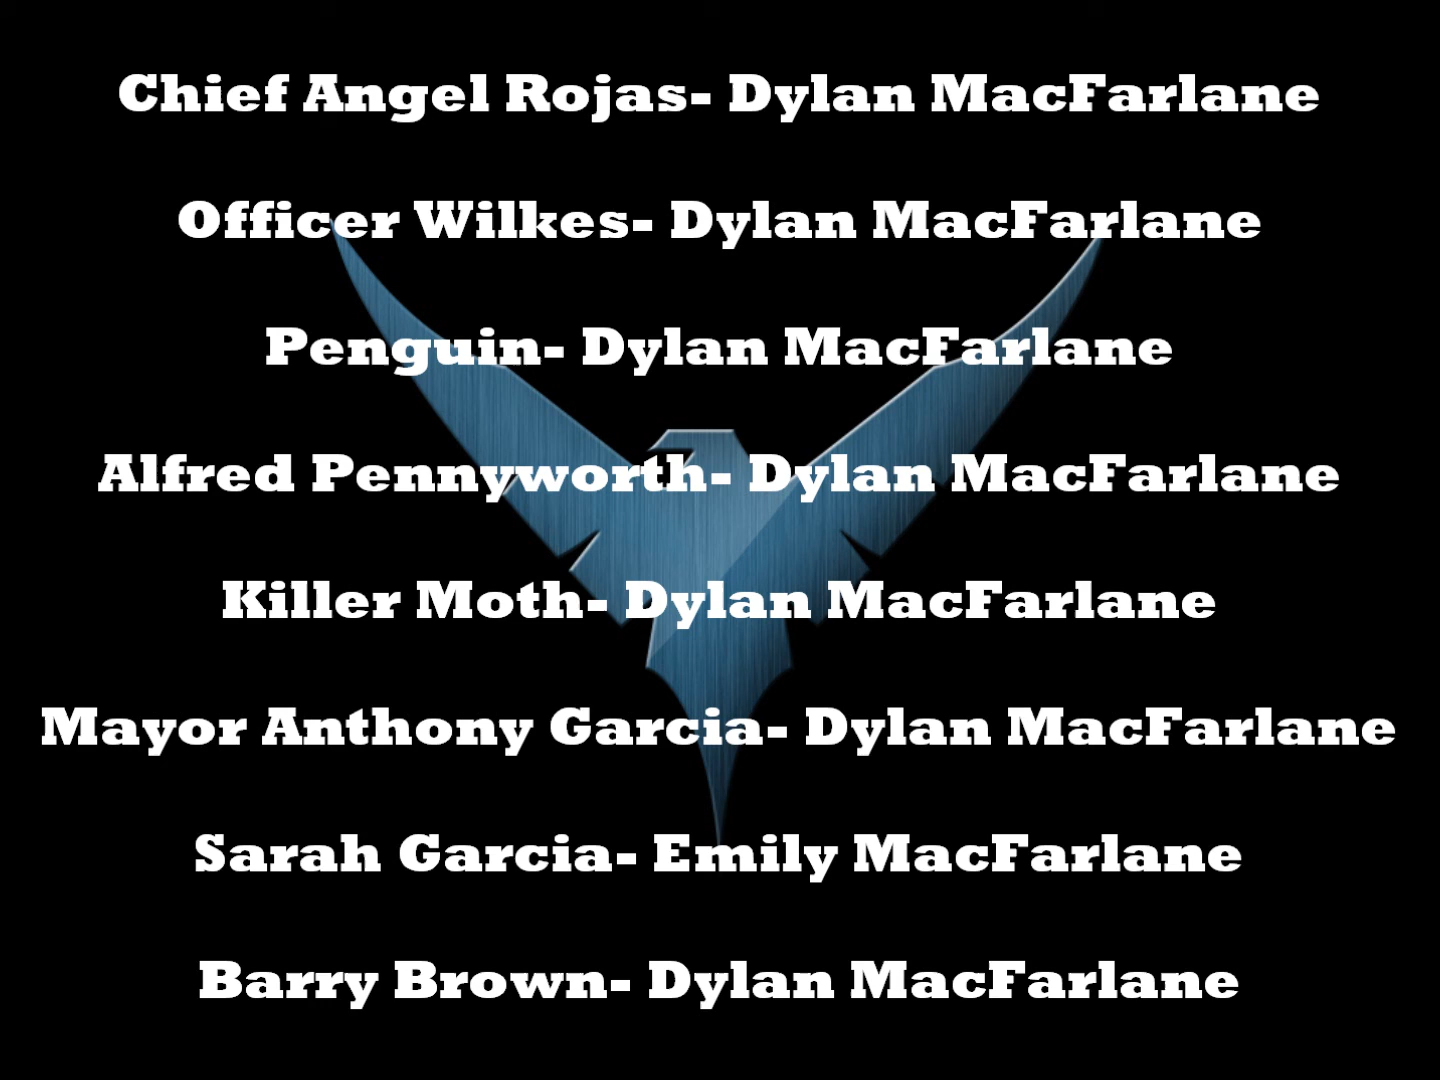 Chief Angel Rojas- Dylan MacFarlane
Officer Wilkes- Dylan MacFarlane
Penguin- Dylan MacFarlane
Alfred Pennyworth- Dylan MacFarlane
Killer Moth- Dylan MacFarlane
Mayor Anthony Garcia- Dylan MacFarlane
Sarah Garcia- Emily MacFarlane
Barry Brown- Dylan MacFarlane